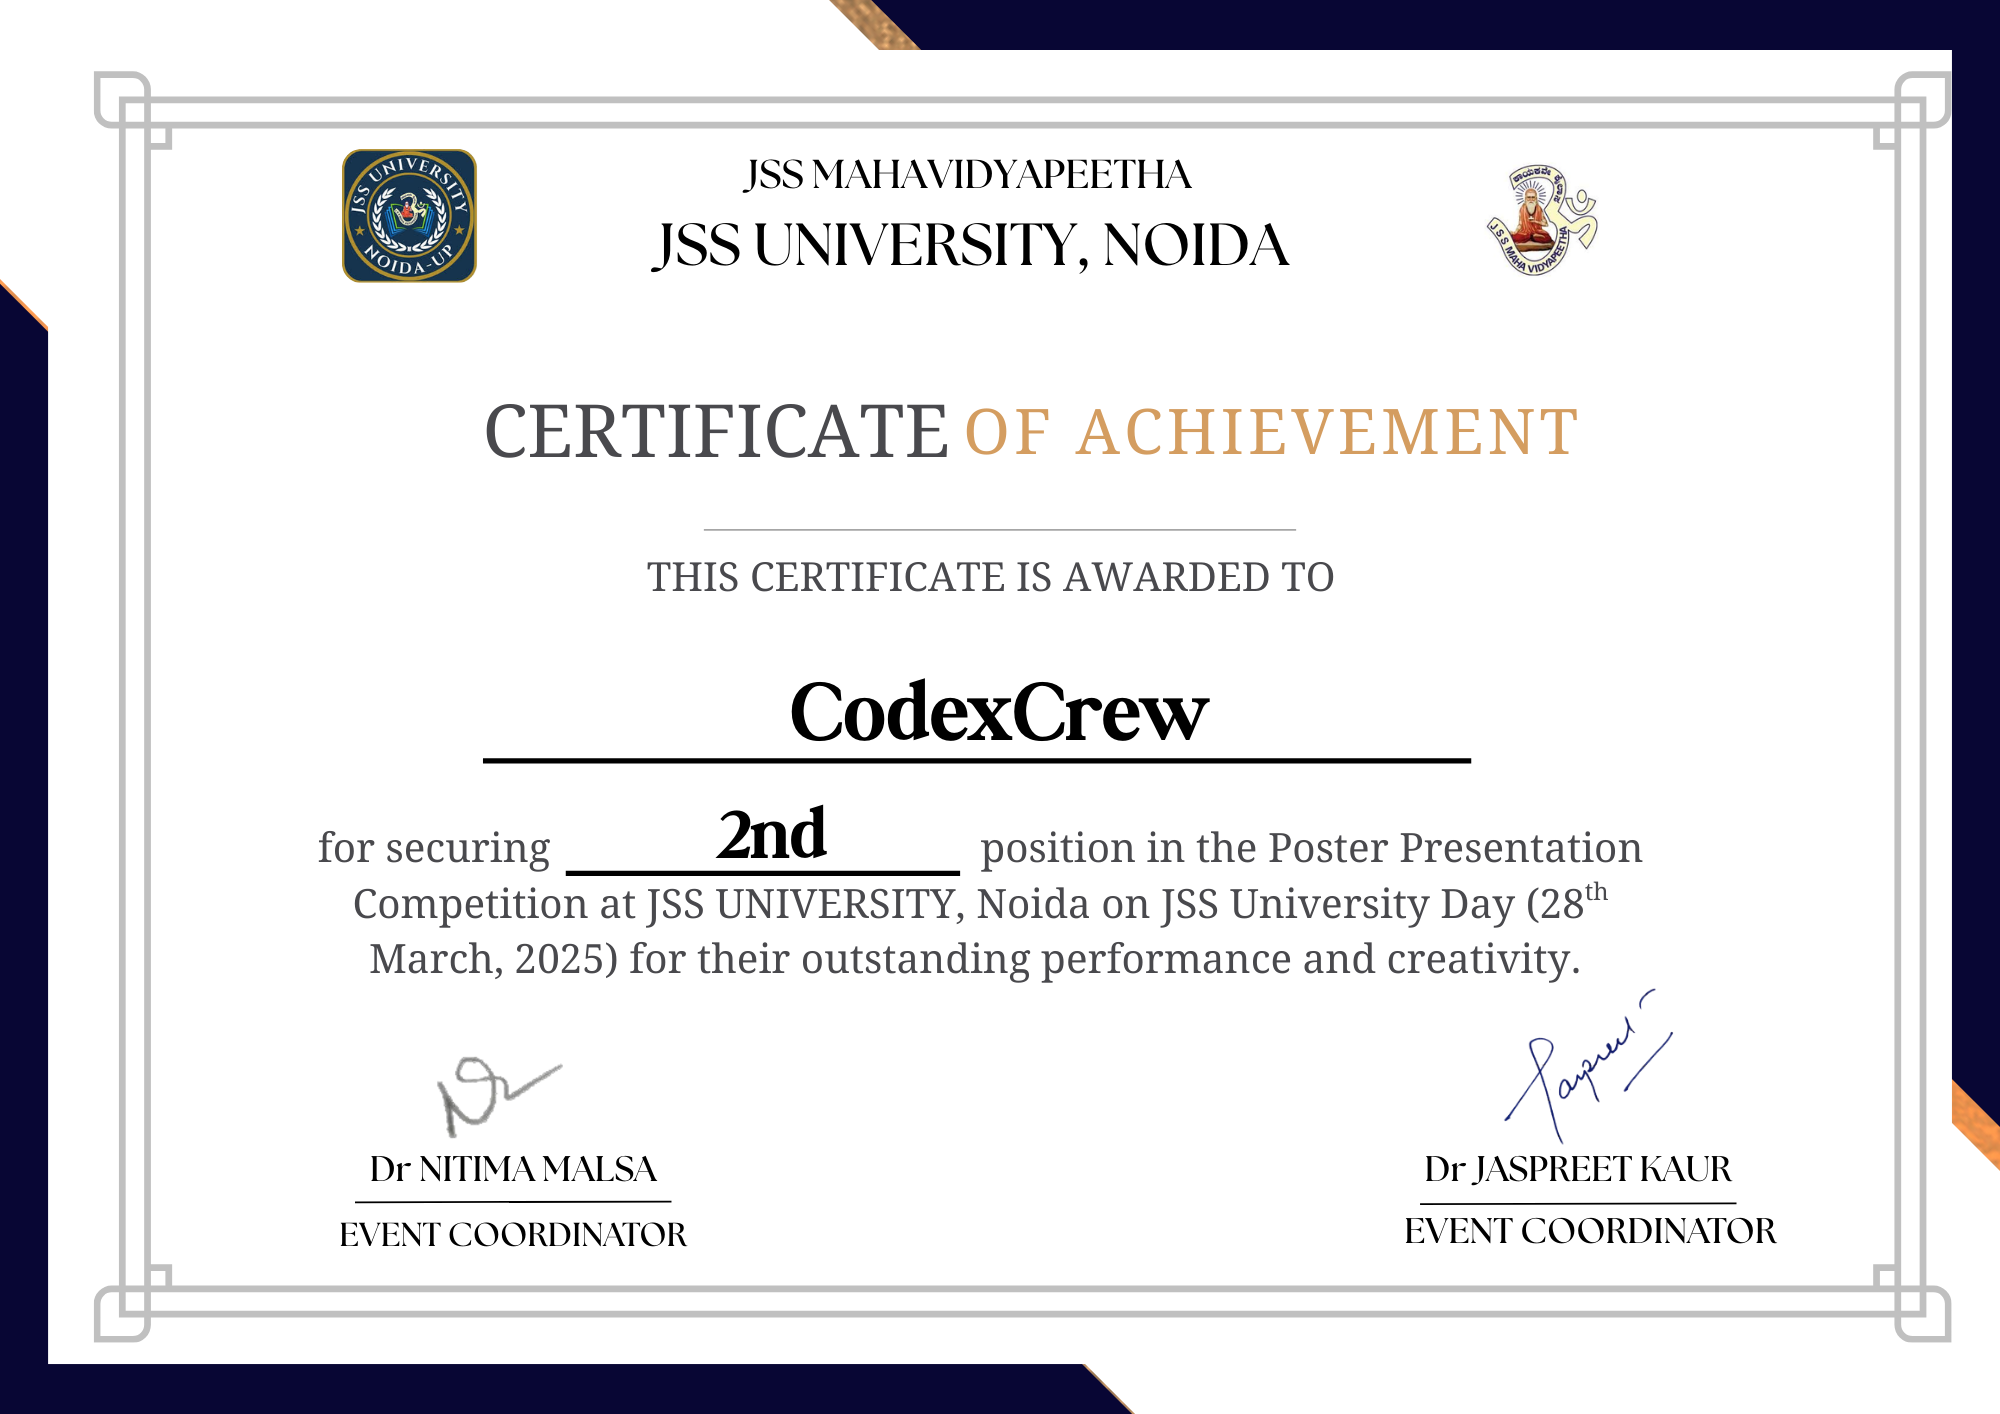 JSS UNIVERSITY
NOIDA-UP
JSS MAHAVIDYAPEETHA
JSS UNIVERSITY, NOIDA
ಕಾಯಕವೇ ಕೈಲಾಸ
JSS MAHA VIDYAPEETHA
CERTIFICATE OF ACHIEVEMENT
THIS CERTIFICATE IS AWARDED TO
CodexCrew
for securing 2nd position in the Poster Presentation
Competition at JSS UNIVERSITY, Noida on JSS University Day (28th
March, 2025) for their outstanding performance and creativity.
Jaspreet
Dr NITIMA MALSA
Dr JASPREET KAUR
EVENT COORDINATOR
EVENT COORDINATOR